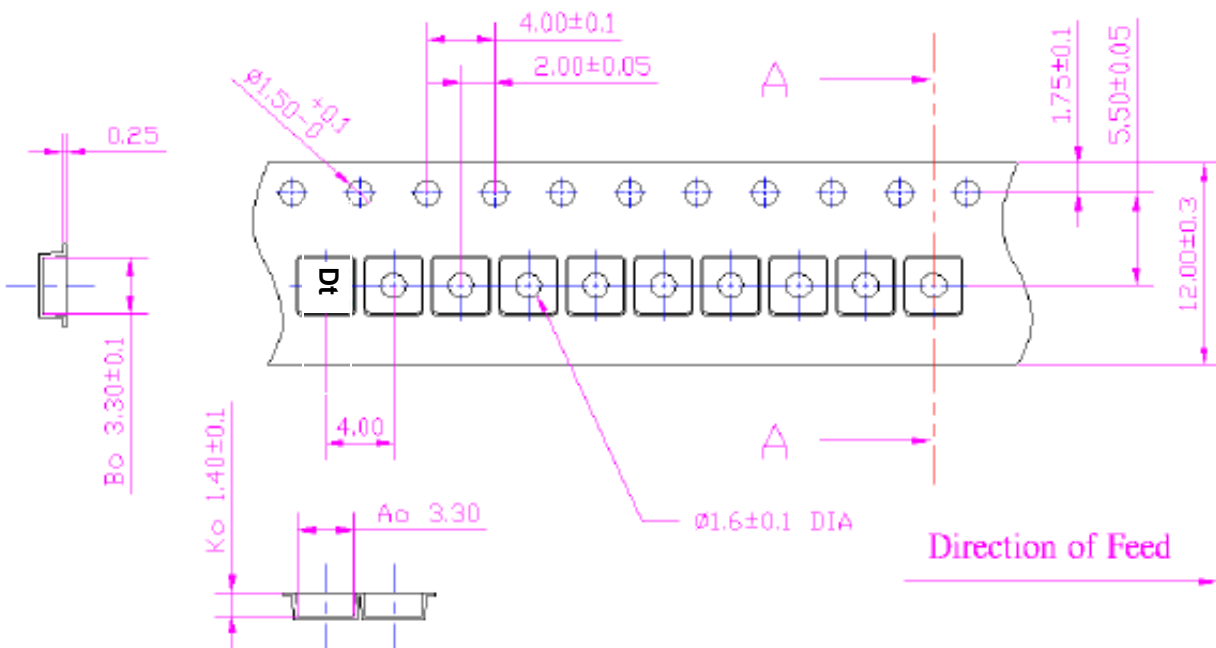 4.00±0.1
2.00±0.05
A
1.75±0.1
5.50±0.05
Ø1.50 +0.1
-0
0.25
12.00±0.3
Dt
Bo 3.30±0.1
4.00
A
Ko 1.40±0.1
Ao 3.30
Ø1.6±0.1 DIA
Direction of Feed